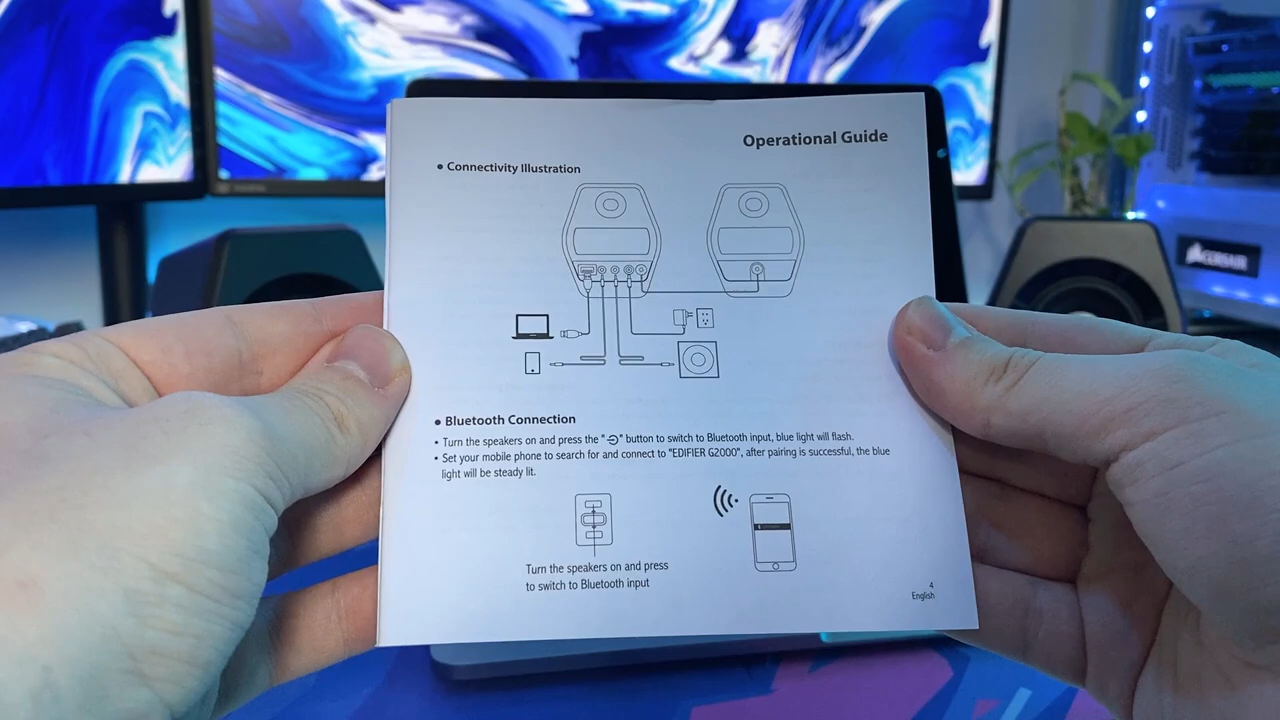 Operational Guide
• Connectivity Illustration
• Bluetooth Connection
• Turn the speakers on and press the " " button to switch to Bluetooth input, blue light will flash.
• Set your mobile phone to search for and connect to "EDIFIER G2000", after pairing is successful, the blue
light will be steady lit.
Turn the speakers on and press
to switch to Bluetooth input
4
English
CORSAIR